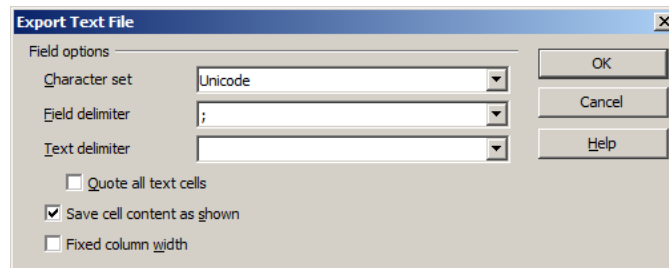 Export Text File
Field options
Character set Unicode
OK
Field delimiter ;
Cancel
Text delimiter
Help
Quote all text cells
Save cell content as shown
Fixed column width